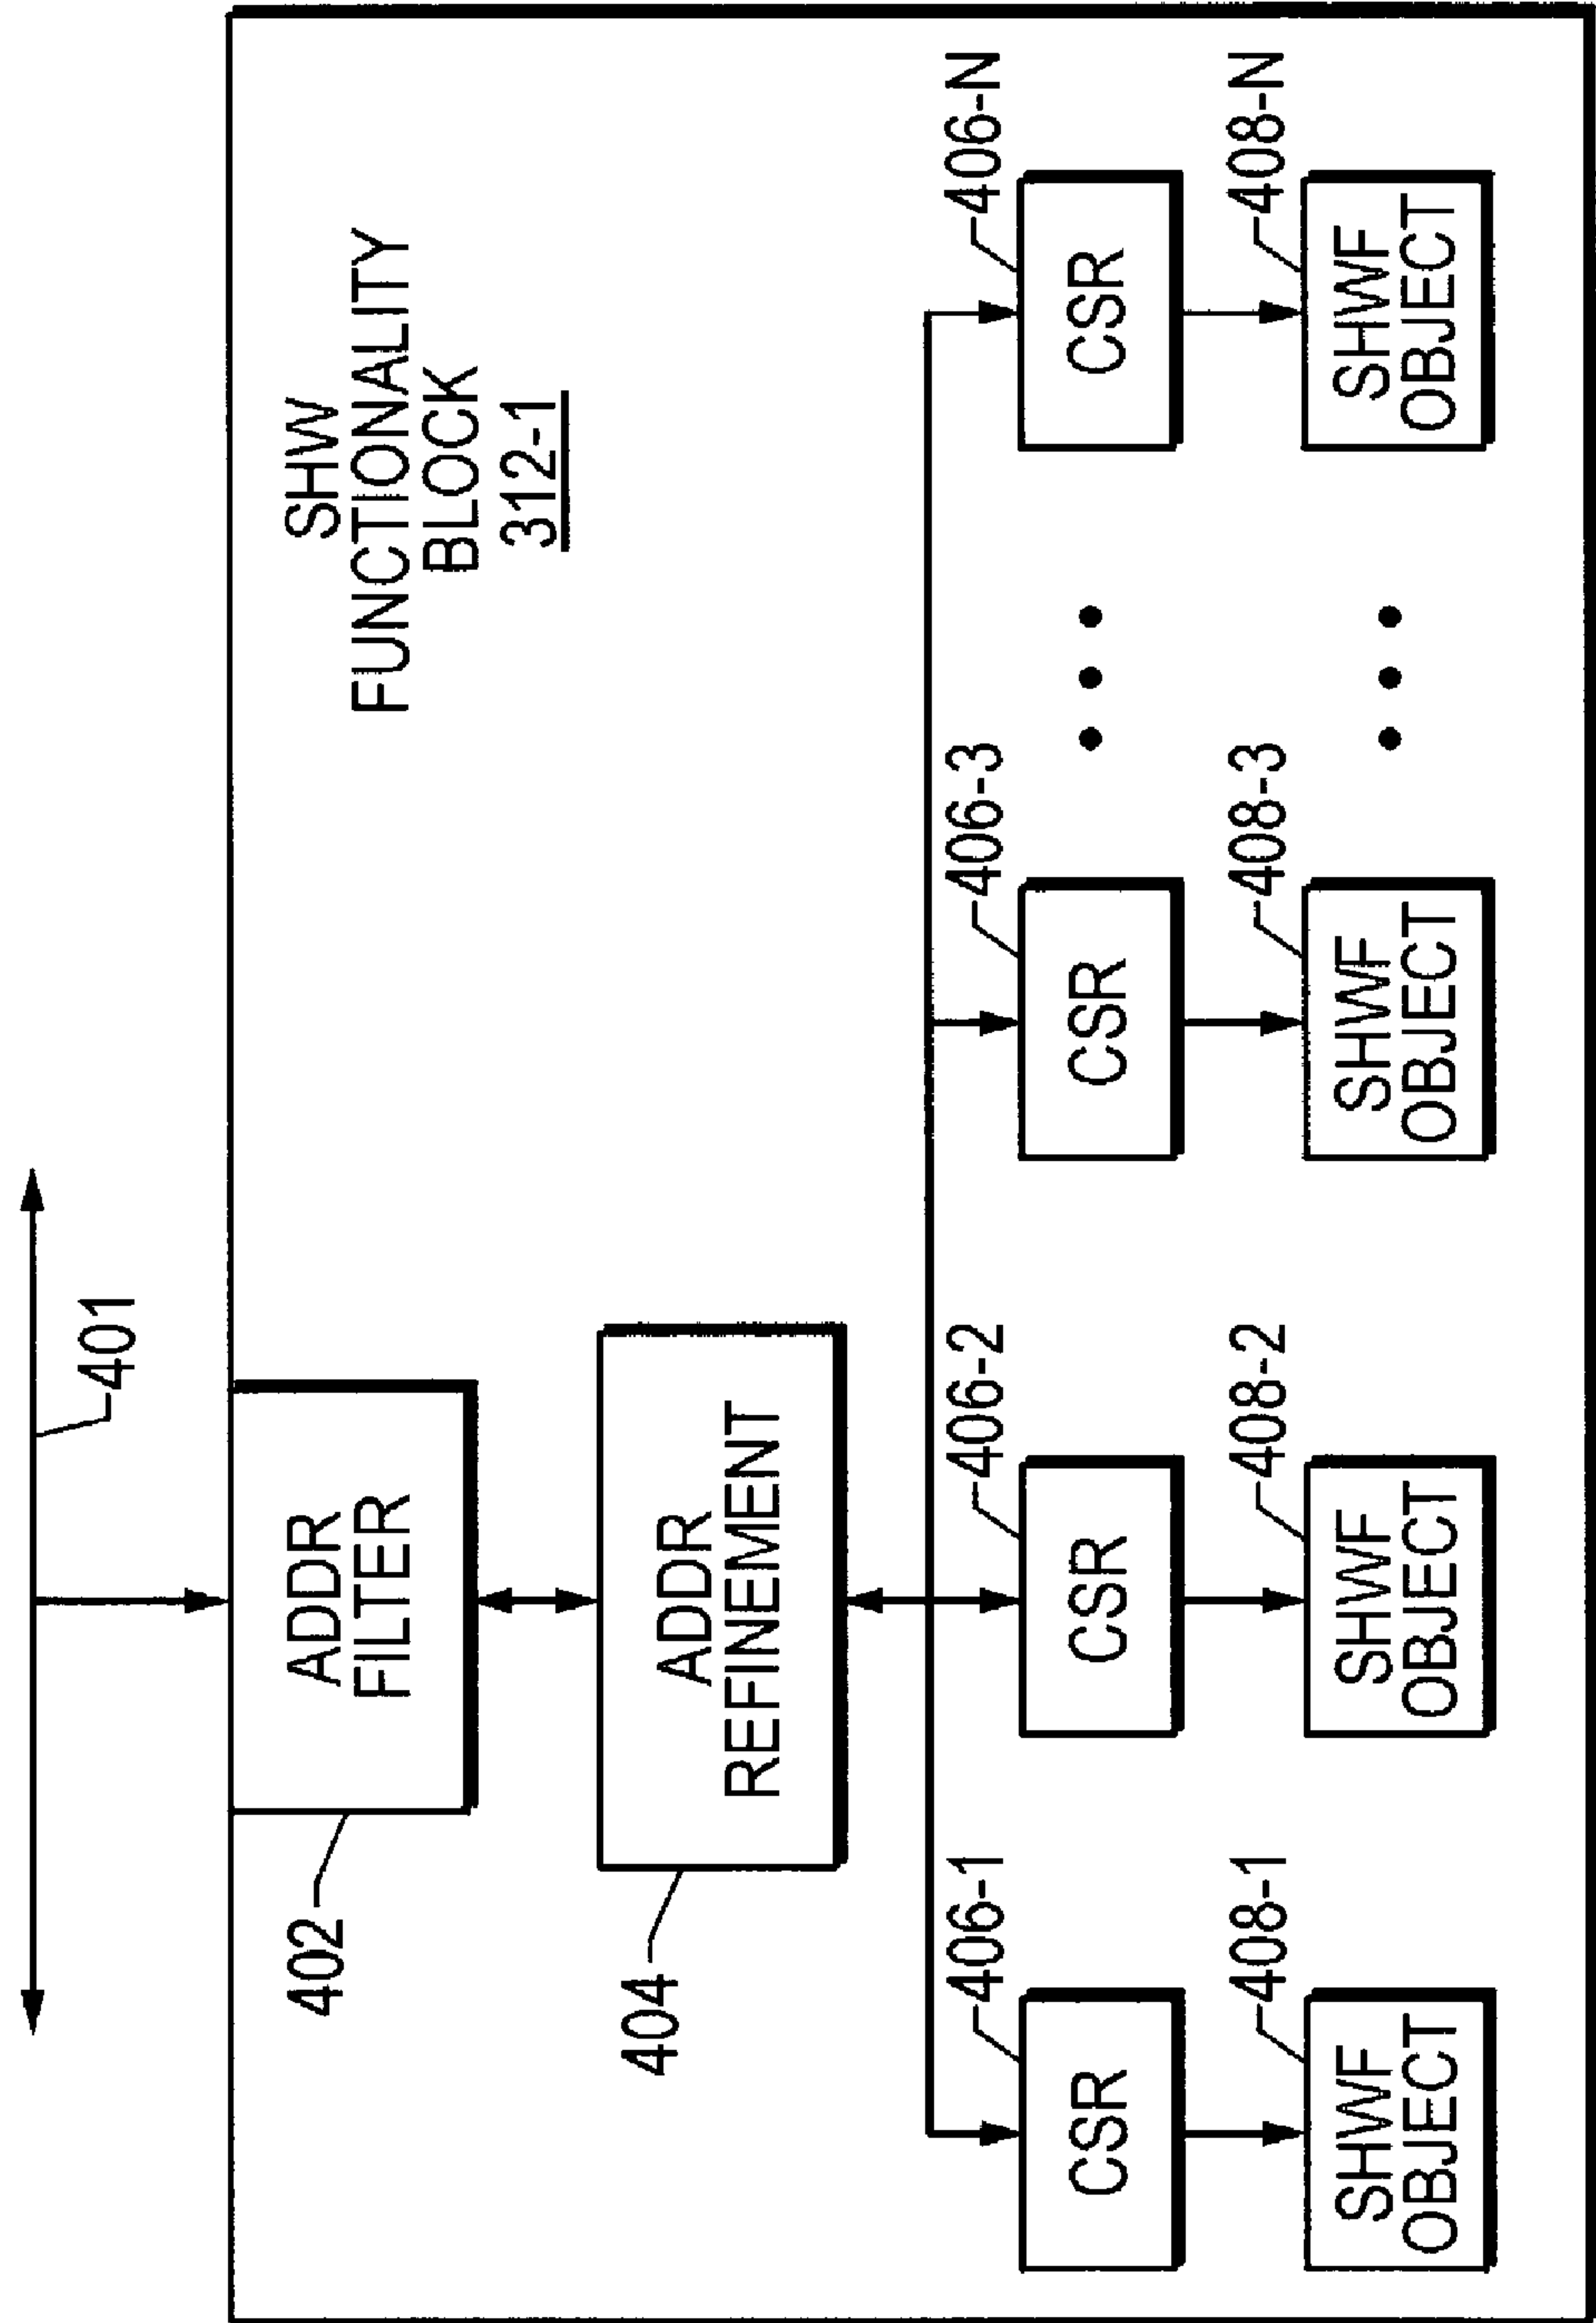 401
SHW
FUNCTIONALITY
BLOCK
312-1
402
ADDR
FILTER
404
ADDR
REFINEMENT
406-1
406-2
406-3
406-N
CSR
CSR
CSR
CSR
408-1
408-2
408-3
408-N
SHWF
OBJECT
SHWF
OBJECT
SHWF
OBJECT
SHWF
OBJECT